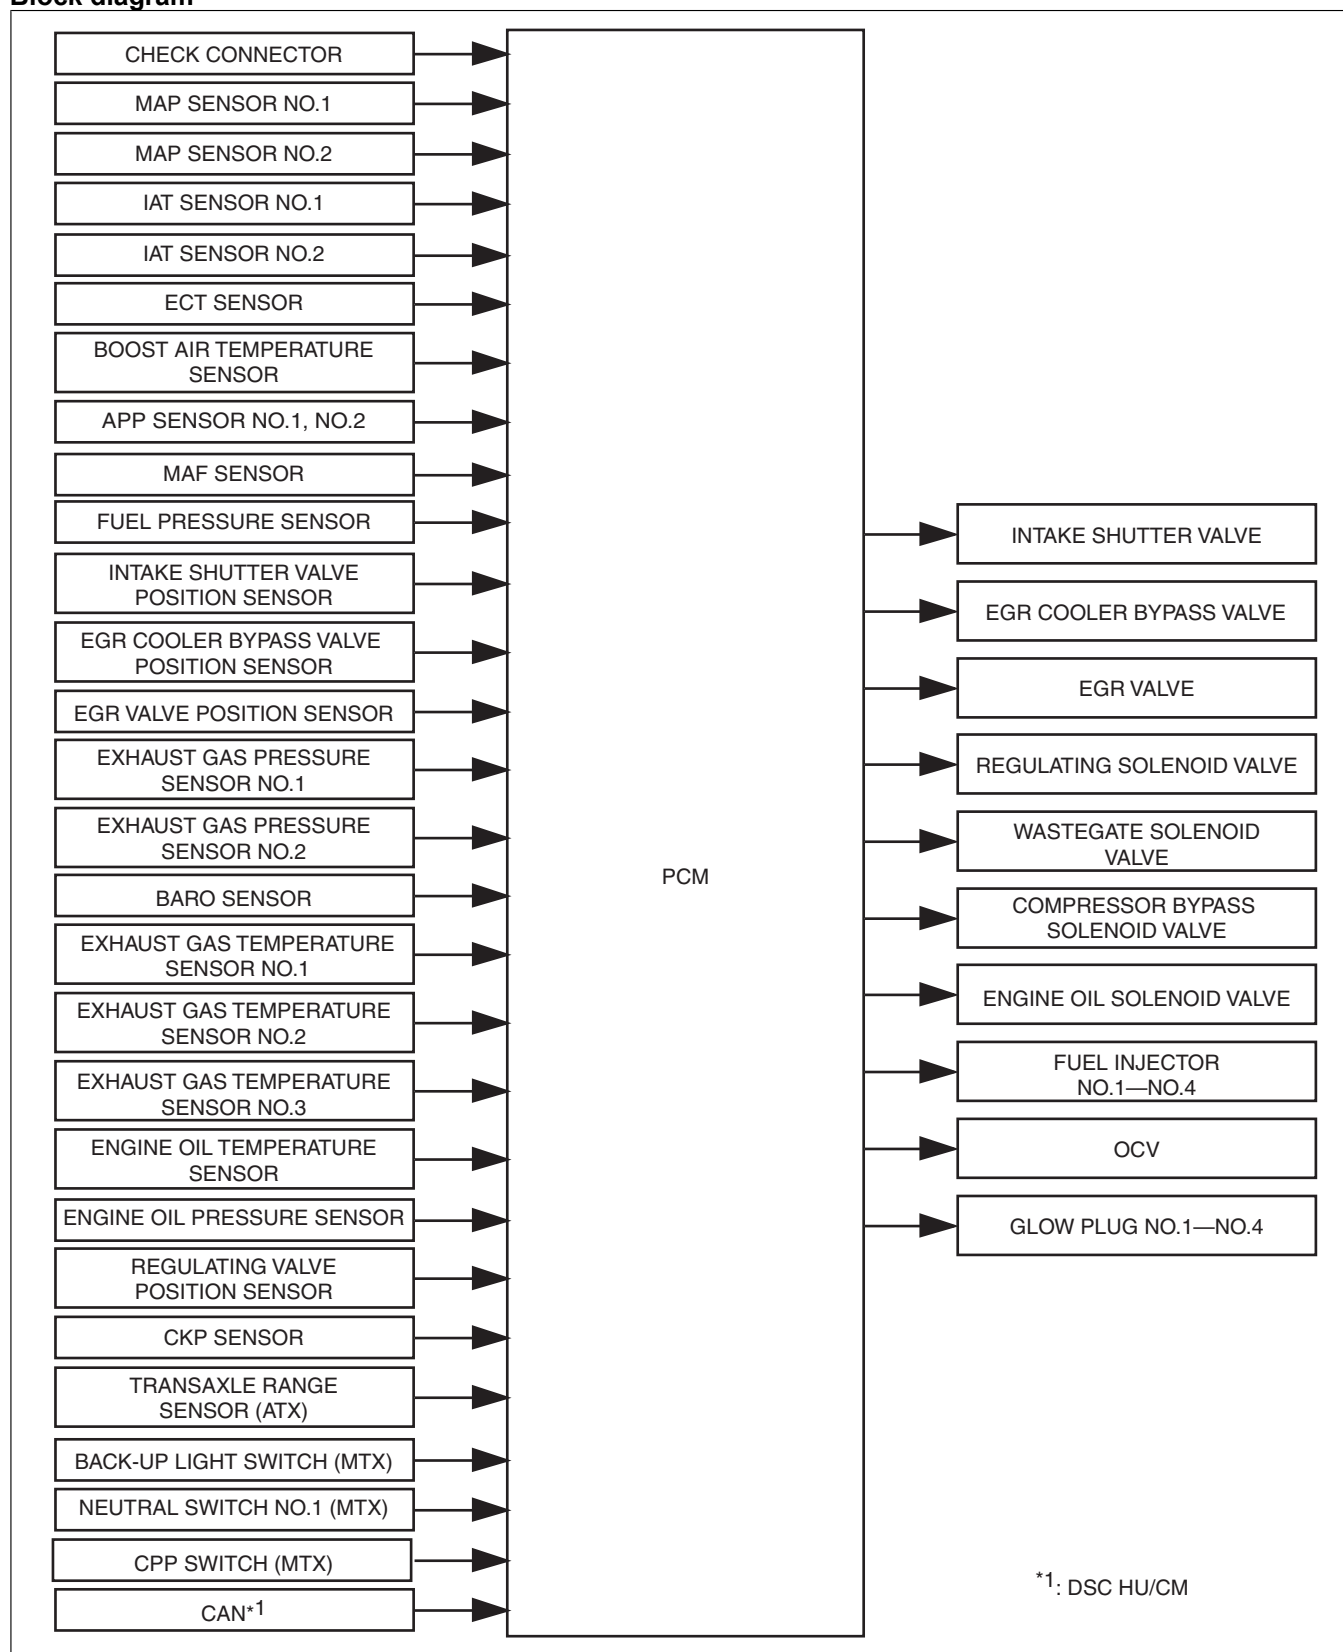 Block diagram
CHECK CONNECTOR
MAP SENSOR NO.1
MAP SENSOR NO.2
IAT SENSOR NO.1
IAT SENSOR NO.2
ECT SENSOR
BOOST AIR TEMPERATURE
SENSOR
APP SENSOR NO.1, NO.2
MAF SENSOR
FUEL PRESSURE SENSOR
INTAKE SHUTTER VALVE
POSITION SENSOR
EGR COOLER BYPASS VALVE
POSITION SENSOR
EGR VALVE POSITION SENSOR
EXHAUST GAS PRESSURE
SENSOR NO.1
EXHAUST GAS PRESSURE
SENSOR NO.2
BARO SENSOR
EXHAUST GAS TEMPERATURE
SENSOR NO.1
EXHAUST GAS TEMPERATURE
SENSOR NO.2
EXHAUST GAS TEMPERATURE
SENSOR NO.3
ENGINE OIL TEMPERATURE
SENSOR
ENGINE OIL PRESSURE SENSOR
REGULATING VALVE
POSITION SENSOR
CKP SENSOR
TRANSAXLE RANGE
SENSOR (ATX)
BACK-UP LIGHT SWITCH (MTX)
NEUTRAL SWITCH NO.1 (MTX)
CPP SWITCH (MTX)
CAN*1
PCM
INTAKE SHUTTER VALVE
EGR COOLER BYPASS VALVE
EGR VALVE
REGULATING SOLENOID VALVE
WASTEGATE SOLENOID
VALVE
COMPRESSOR BYPASS
SOLENOID VALVE
ENGINE OIL SOLENOID VALVE
FUEL INJECTOR
NO.1—NO.4
OCV
GLOW PLUG NO.1—NO.4
*1: DSC HU/CM